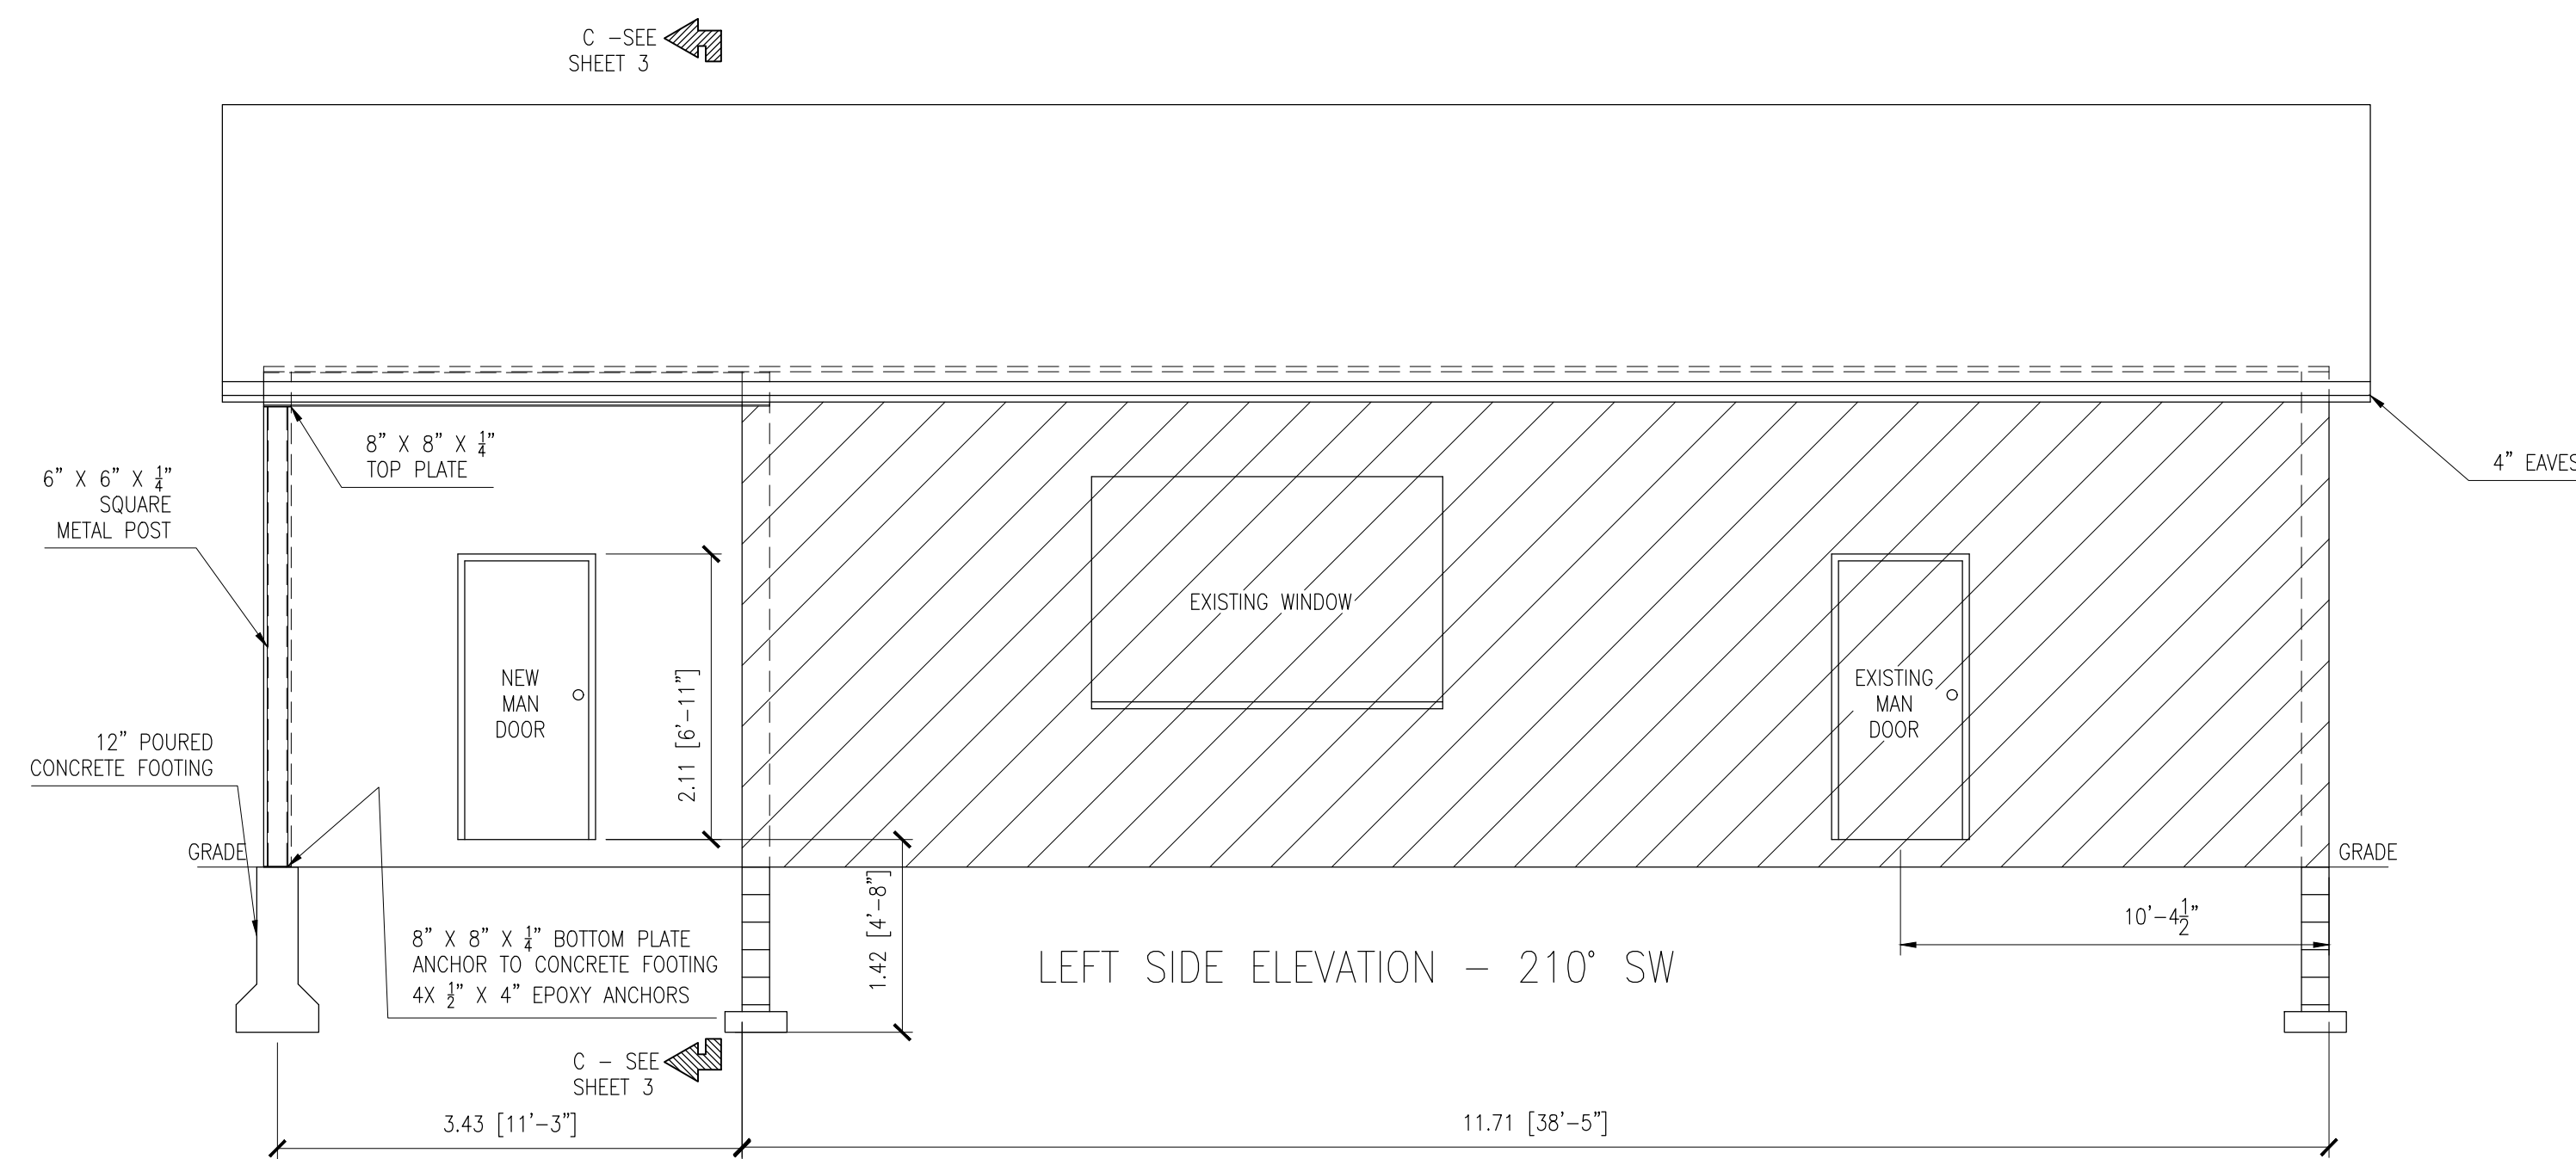 C -SEE
SHEET 3
8" X 8" X 1/4"
TOP PLATE
6" X 6" X 1/4"
SQUARE
METAL POST
4" EAVES
EXISTING WINDOW
NEW
MAN
DOOR
2.11 [6'-11"]
EXISTING
MAN
DOOR
12" POURED
CONCRETE FOOTING
GRADE
GRADE
1.42 [4'-8"]
10'-4 1/2"
8" X 8" X 1/4" BOTTOM PLATE
ANCHOR TO CONCRETE FOOTING
4X 1/2" X 4" EPOXY ANCHORS
LEFT SIDE ELEVATION - 210° SW
C - SEE
SHEET 3
3.43 [11'-3"]
11.71 [38'-5"]